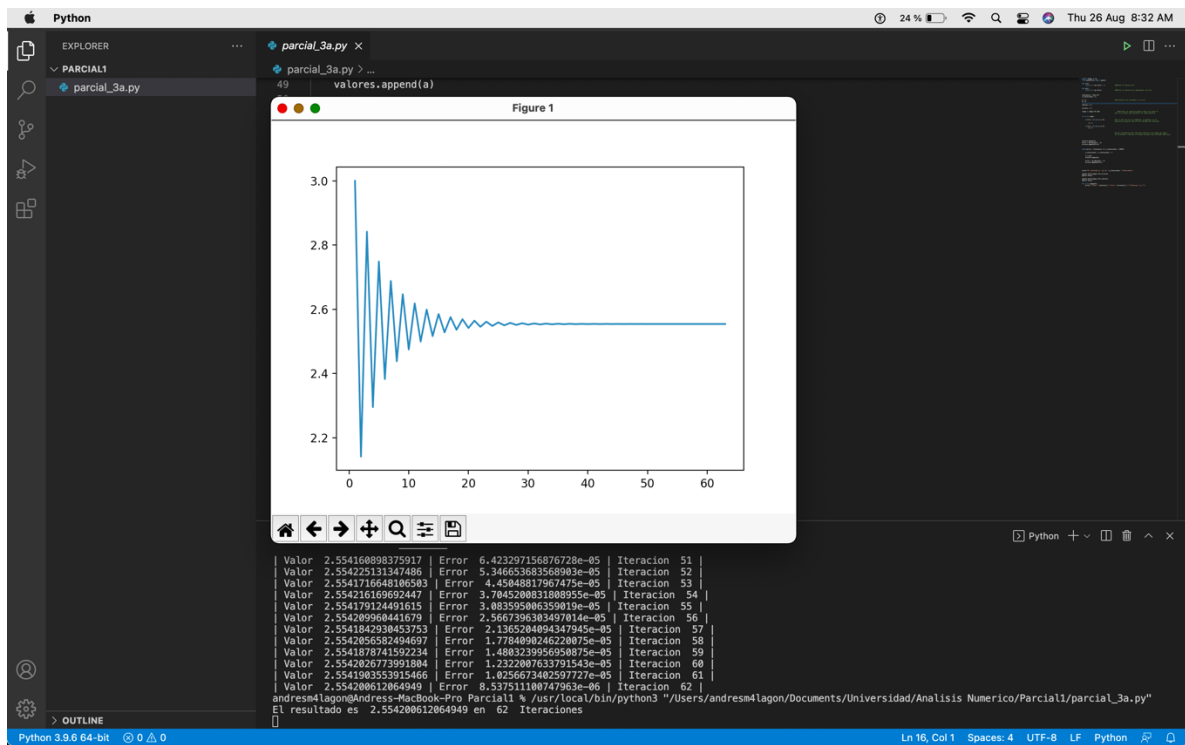 Python
24 %
Thu 26 Aug 8:32 AM
EXPLORER
parcial_3a.py
PARCIAL1
parcial_3a.py
parcial_3a.py > ...
49 valores.append(a)
Figure 1
3.0
2.8
2.6
2.4
2.2
0 10 20 30 40 50 60
Python
| Valor 2.554160898375917 | Error 6.423297156876728e-05 | Iteracion 51 |
| Valor 2.554225131347486 | Error 5.346653683568903e-05 | Iteracion 52 |
| Valor 2.5541716648106503 | Error 4.45048817967475e-05 | Iteracion 53 |
| Valor 2.554216169692447 | Error 3.7045200831808955e-05 | Iteracion 54 |
| Valor 2.554179124491615 | Error 3.083595006359019e-05 | Iteracion 55 |
| Valor 2.554209960441679 | Error 2.5667396303497014e-05 | Iteracion 56 |
| Valor 2.5541842930453753 | Error 2.1365204094347945e-05 | Iteracion 57 |
| Valor 2.5542056582494697 | Error 1.7784090246220075e-05 | Iteracion 58 |
| Valor 2.5541878741592234 | Error 1.4803239956950875e-05 | Iteracion 59 |
| Valor 2.5542026773991804 | Error 1.2322007633791543e-05 | Iteracion 60 |
| Valor 2.5541903553915466 | Error 1.0256673402597727e-05 | Iteracion 61 |
| Valor 2.554200612064949 | Error 8.537511100747963e-06 | Iteracion 62 |
andresm4lagon@Andress-MacBook-Pro Parcial1 % /usr/local/bin/python3 "/Users/andresm4lagon/Documents/Universidad/Analisis Numerico/Parcial1/parcial_3a.py"
El resultado es 2.554200612064949 en 62 Iteraciones
OUTLINE
Python 3.9.6 64-bit 0 0
Ln 16, Col 1 Spaces: 4 UTF-8 LF Python